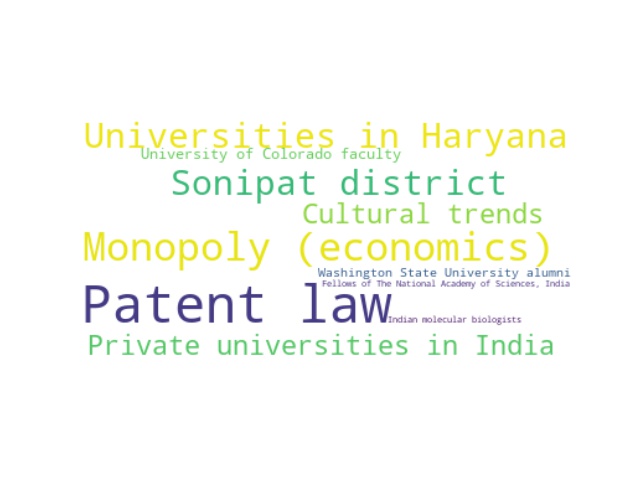 Universities in Haryana
University of Colorado faculty
Sonipat district
Cultural trends
Monopoly (economics)
Washington State University alumni
Fellows of The National Academy of Sciences, India
Patent law
Indian molecular biologists
Private universities in India